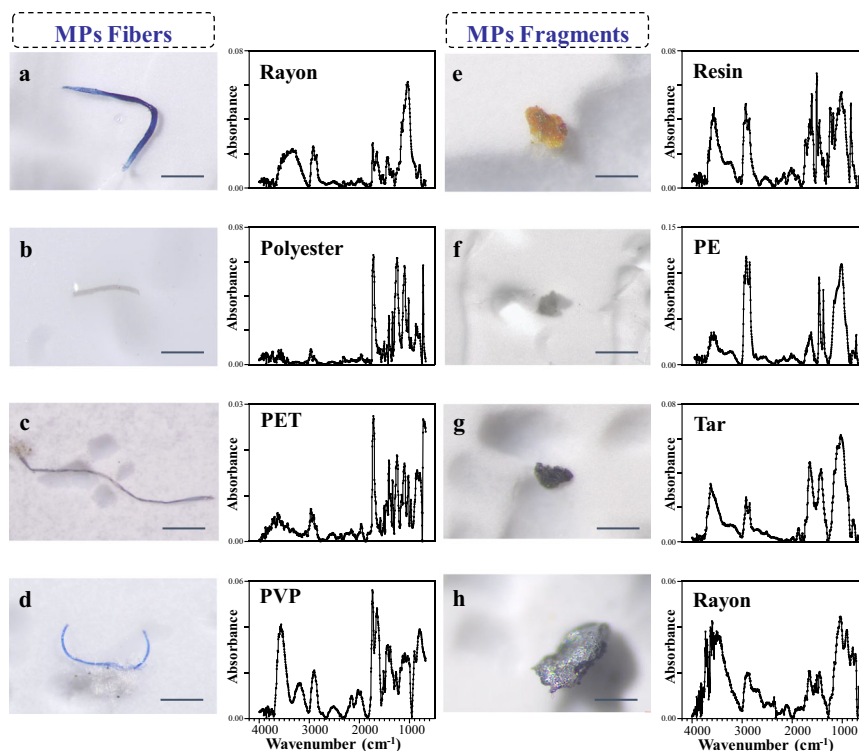 MPs Fibers
MPs Fragments
a
0.08
Absorbance
0.00
Rayon
e
0.08
Absorbance
0.00
Resin
b
0.08
Absorbance
0.00
Polyester
f
0.15
Absorbance
0.00
PE
c
0.03
Absorbance
0.00
PET
g
0.08
Absorbance
0.00
Tar
d
0.06
Absorbance
0.00
PVP
4000 3000 2000 1000
Wavenumber (cm-1)
h
0.06
Absorbance
0.00
Rayon
4000 3000 2000 1000
Wavenumber (cm-1)